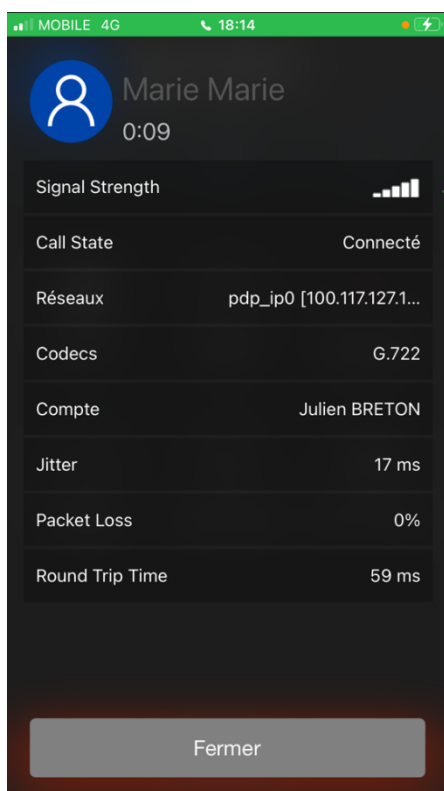 MOBILE 4G 18:14
Marie Marie
0:09
Signal Strength
Call State Connecté
Réseaux pdp_ip0 [100.117.127.1...
Codecs G.722
Compte Julien BRETON
Jitter 17 ms
Packet Loss 0%
Round Trip Time 59 ms
Fermer